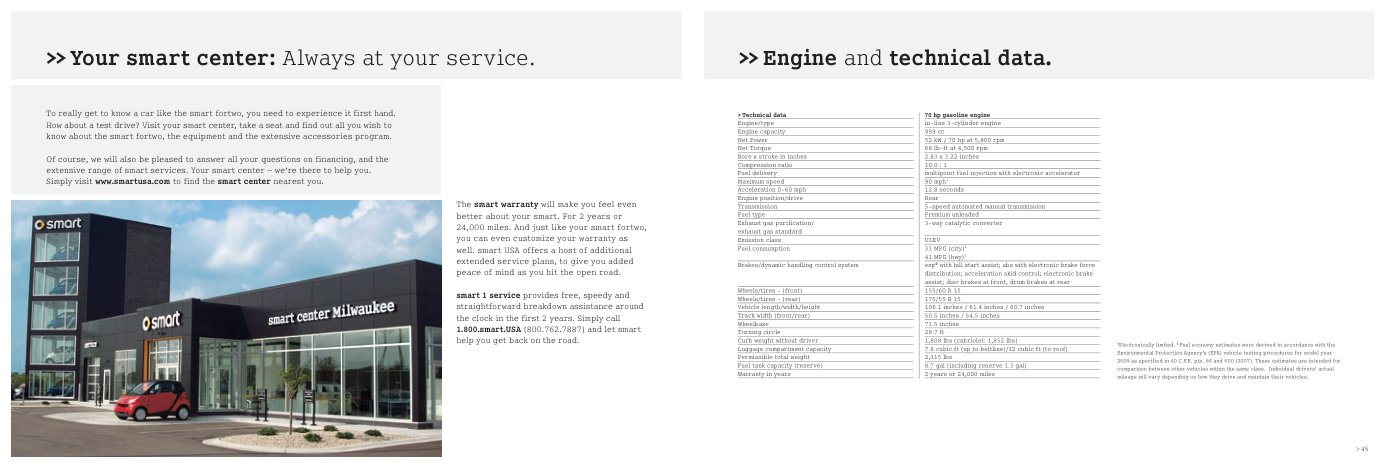 >> Your smart center: Always at your service.
To really get to know a car like the smart fortwo, you need to experience it first hand.
How about a test drive? Visit your smart center, take a seat and find out all you wish to
know about the smart fortwo, the equipment and the extensive accessories program.
Of course, we will also be pleased to answer all your questions on financing, and the
extensive range of smart services. Your smart center – we're there to help you.
Simply visit www.smartusa.com to find the smart center nearest you.
smart
smart
smart center Milwaukee
service
The smart warranty will make you feel even
better about your smart. For 2 years or
24,000 miles. And just like your smart fortwo,
you can even customize your warranty as
well. smart USA offers a host of additional
extended service plans, to give you added
peace of mind as you hit the open road.
smart 1 service provides free, speedy and
straightforward breakdown assistance around
the clock in the first 2 years. Simply call
1.800.smart.USA (800.762.7887) and let smart
help you get back on the road.
>> Engine and technical data.
> Technical data 70 hp gasoline engine
Engine/type in-line 3-cylinder engine
Engine capacity 999 cc
Net Power 52 kW / 70 hp at 5,800 rpm
Net Torque 68 lb-ft at 4,500 rpm
Bore x stroke in inches 2.83 x 3.22 inches
Compression ratio 10.0 : 1
Fuel delivery multipoint fuel injection with electronic accelerator
Maximum speed 90 mph¹
Acceleration 0-60 mph 12.8 seconds
Engine position/drive Rear
Transmission 5-speed automated manual transmission
Fuel type Premium unleaded
Exhaust gas purification/ 3-way catalytic converter
exhaust gas standard
Emission class ULEV
Fuel consumption 33 MPG (city)²
41 MPG (hwy)²
Brakes/dynamic handling control system esp® with hill start assist; abs with electronic brake force
distribution; acceleration skid control; electronic brake
assist; disc brakes at front, drum brakes at rear
Wheels/tires – (front) 155/60 R 15
Wheels/tires – (rear) 175/55 R 15
Vehicle length/width/height 106.1 inches / 61.4 inches / 60.7 inches
Track width (front/rear) 50.5 inches / 54.5 inches
Wheelbase 73.5 inches
Turning circle 28.7 ft
Curb weight without driver 1,808 lbs (cabriolet: 1,852 lbs)
Luggage compartment capacity 7.8 cubic ft (up to beltline)/12 cubic ft (to roof)
Permissible total weight 2,315 lbs
Fuel tank capacity (reserve) 8.7 gal (including reserve 1.3 gal)
Warranty in years 2 years or 24,000 miles
¹Electronically limited. ²Fuel economy estimates were derived in accordance with the
Environmental Protection Agency's (EPA) vehicle testing procedures for model year
2008 as specified in 40 C.F.R. pts. 86 and 600 (2007). These estimates are intended for
comparison between other vehicles within the same class. Individual drivers' actual
mileage will vary depending on how they drive and maintain their vehicles.
> 45